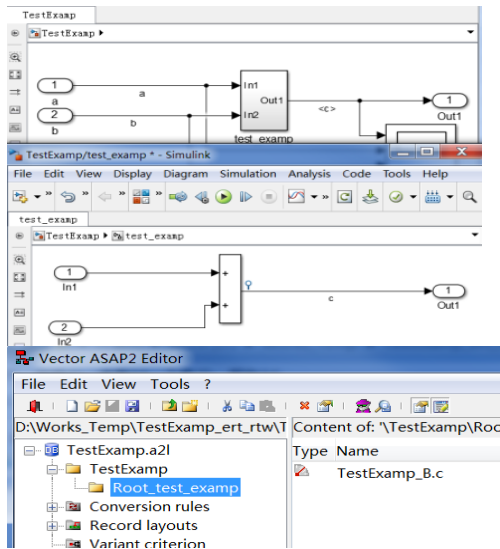 TestExamp
TestExamp
1
a
a
In1
Out1
<c>
1
Out1
2
b
b
In2
test examp
TestExamp/test_examp * - Simulink
File Edit View Display Diagram Simulation Analysis Code Tools Help
test_examp
TestExamp test_examp
1
In1
+
c
1
Out1
2
In2
+
Vector ASAP2 Editor
File Edit View Tools ?
D:\Works_Temp\TestExamp_ert_rtw\T
Content of: '\TestExamp\Roo
TestExamp.a2l
Type Name
TestExamp
TestExamp_B.c
Root_test_examp
Conversion rules
Record layouts
Variant criterion